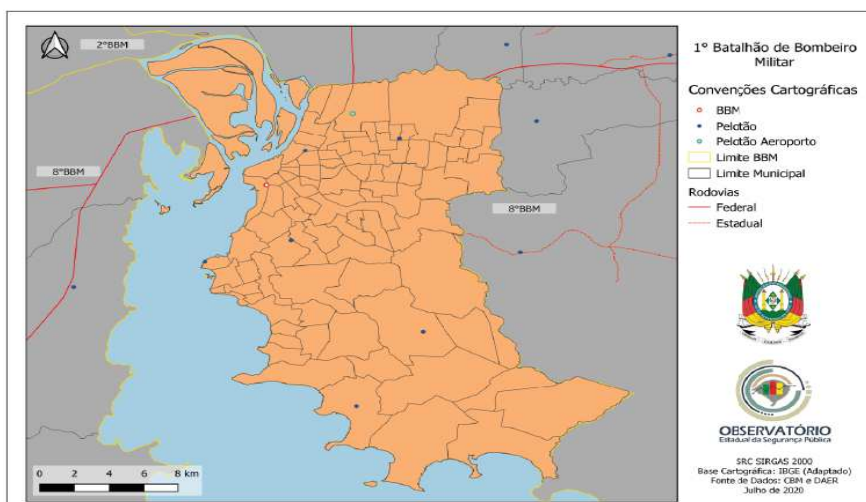 2°BBM
8°BBM
8°BBM
0 2 4 6 8 km
1° Batalhão de Bombeiro
Militar
Convenções Cartográficas
BBM
Pelotão
Pelotão Aeroporto
Limite BBM
Limite Municipal
Rodovias
Federal
Estadual
OBSERVATÓRIO
Estadual da Segurança Pública
SRC SIRGAS 2000
Base Cartográfica: IBGE (Adaptado)
Fonte de Dados: CBM e DAER
Julho de 2020